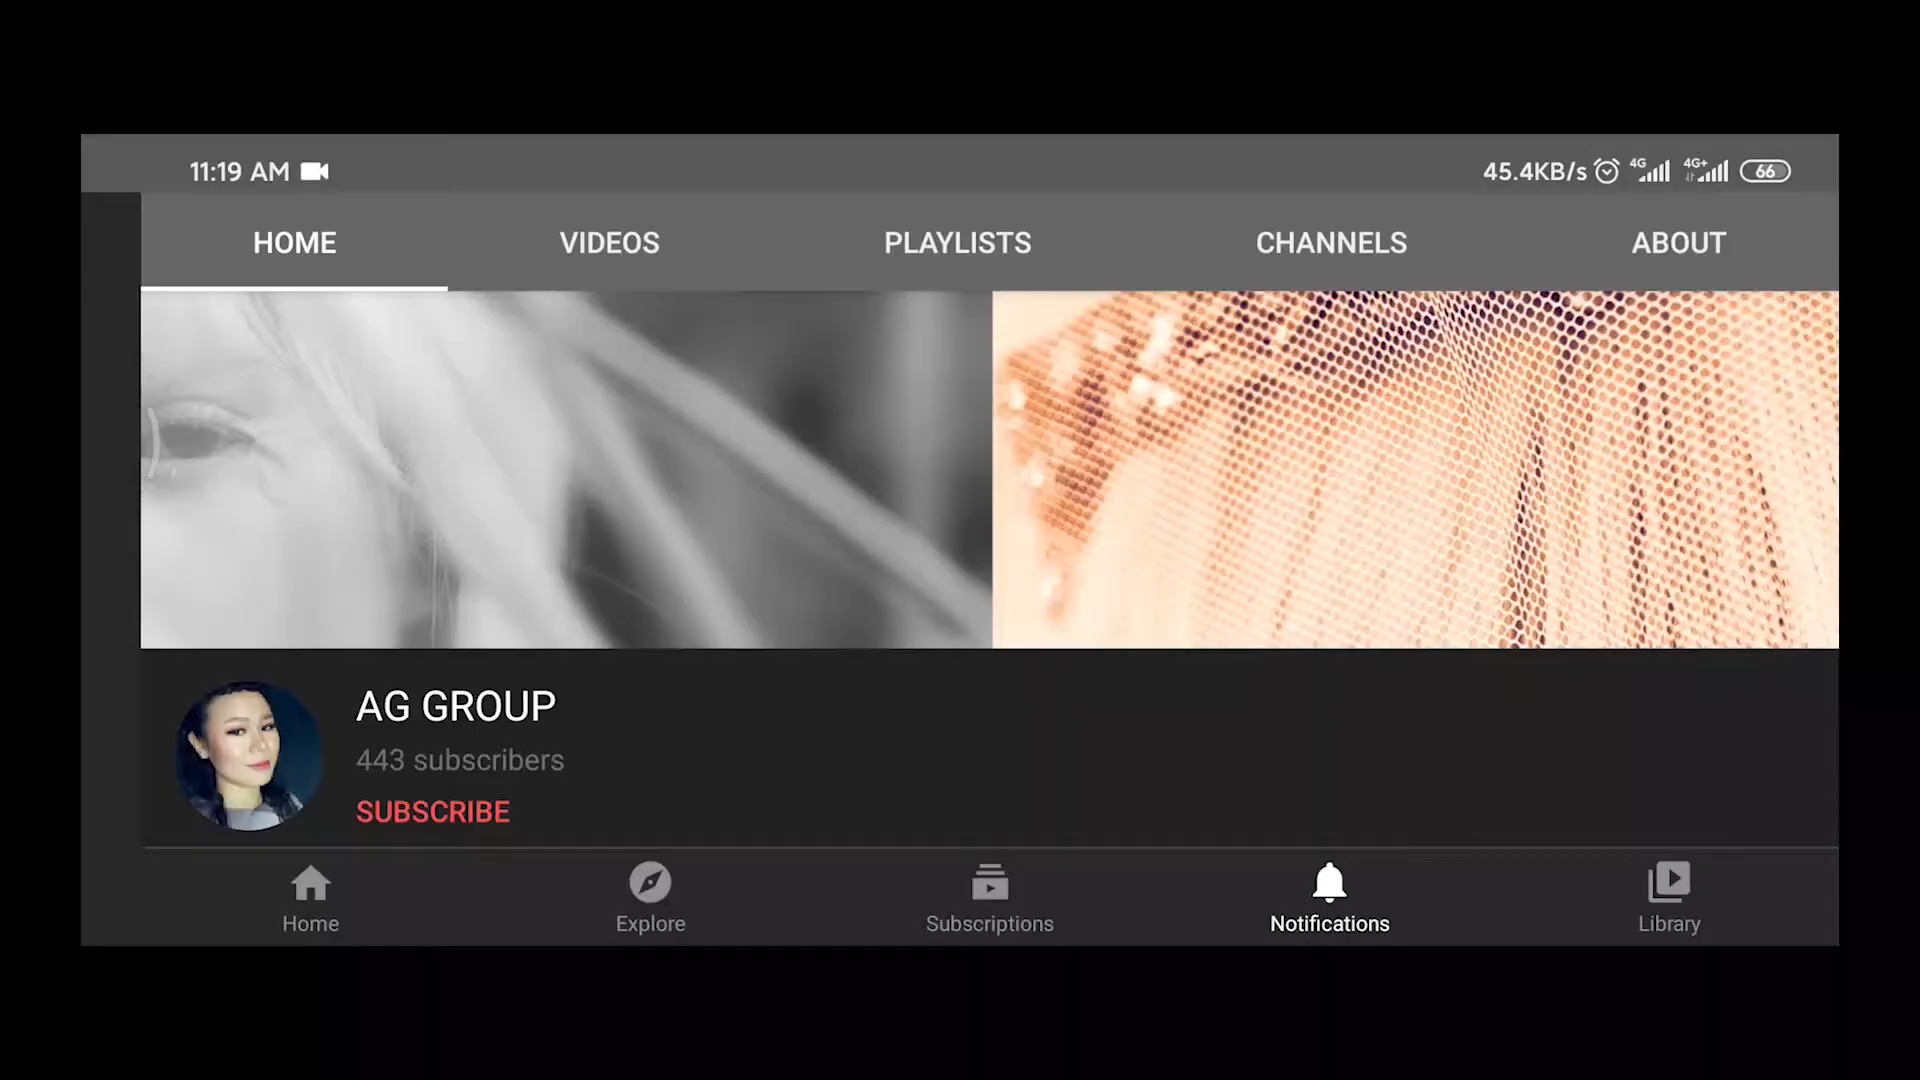 11:19 AM 45.4KB/s 4G 4G+ 66
HOME VIDEOS PLAYLISTS CHANNELS ABOUT
AG GROUP
443 subscribers
SUBSCRIBE
Home Explore Subscriptions Notifications Library